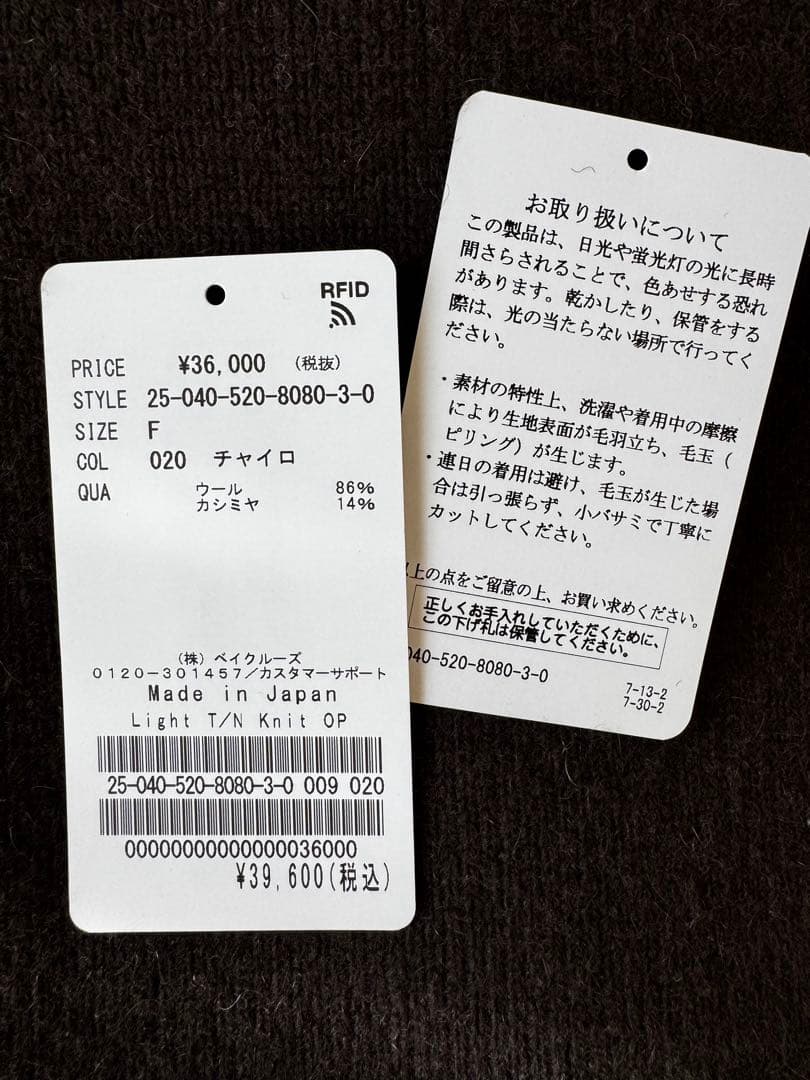 RFID
PRICE ¥36,000 (税抜)
STYLE 25-040-520-8080-3-0
SIZE F
COL 020 チャイロ
QUA ウール 86%
カシミヤ 14%
(株)ベイクルーズ
0120-301457/カスタマーサポート
Made in Japan
Light T/N Knit OP
25-040-520-8080-3-0 009 020
00000000000000036000
¥39,600(税込)
お取り扱いについて
この製品は、日光や蛍光灯の光に長時
間さらされることで、色あせする恐れ
があります。乾かしたり、保管をする
際は、光の当たらない場所で行ってく
ださい。
・素材の特性上、洗濯や着用中の摩擦
により生地表面が毛羽立ち、毛玉(
ピリング)が生じます。
・連日の着用は避け、毛玉が生じた場
合は引っ張らず、小バサミで丁寧に
カットしてください。
上の点をご留意の上、お買い求めください。
正しくお手入れしていただくために、
この下げ札は保管してください。
040-520-8080-3-0
7-13-2
7-30-2